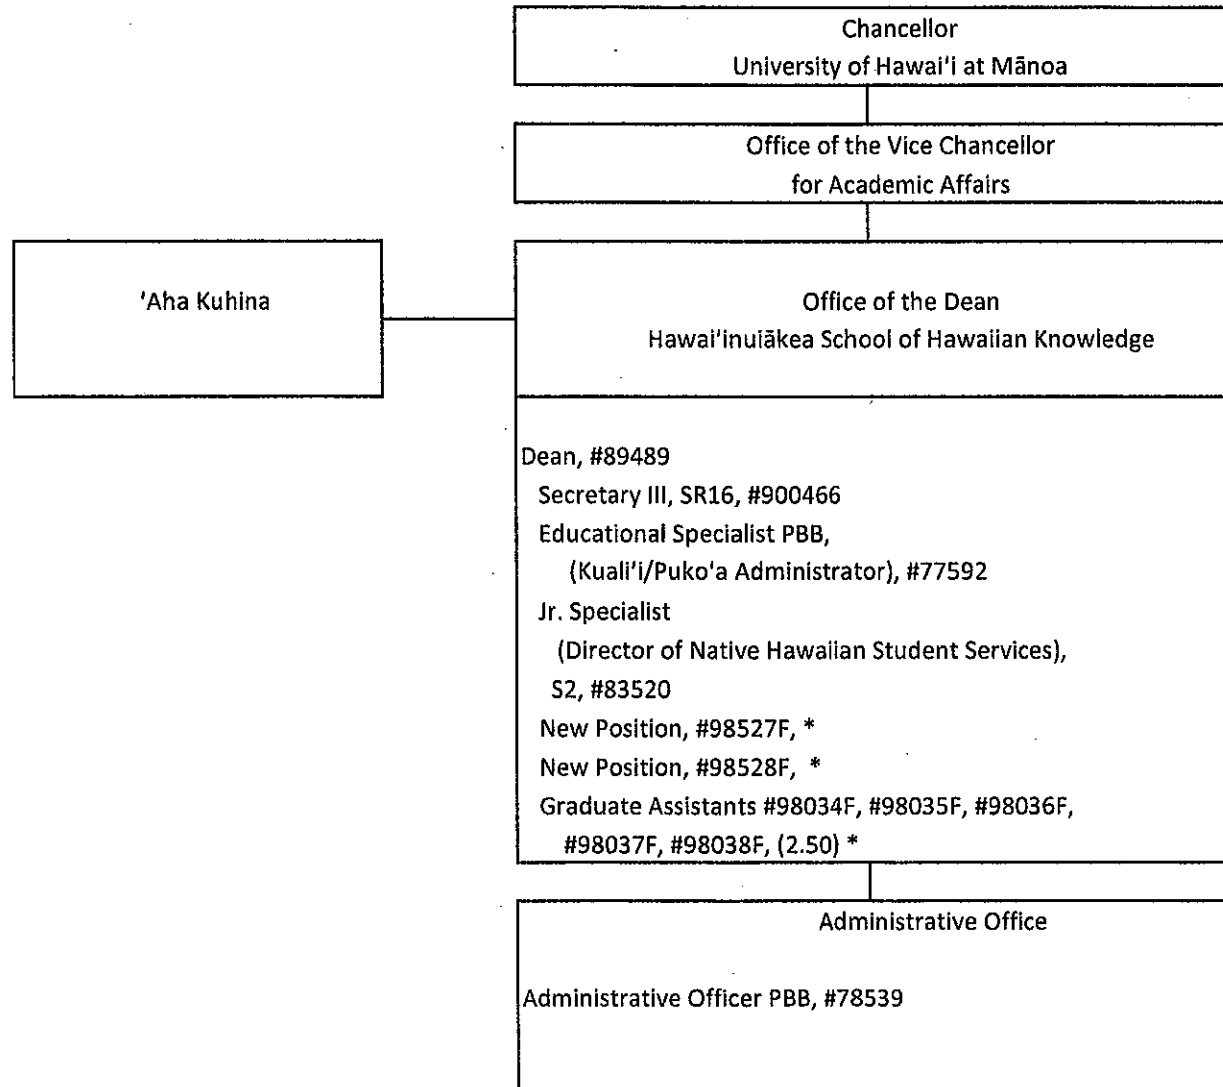 Chancellor
University of Hawai'i at Mānoa
Office of the Vice Chancellor
for Academic Affairs
'Aha Kuhina
Office of the Dean
Hawai'inuiākea School of Hawaiian Knowledge
Dean, #89489
Secretary III, SR16, #900466
Educational Specialist PBB,
(Kuali'i/Puko'a Administrator), #77592
Jr. Specialist
(Director of Native Hawaiian Student Services),
S2, #83520
New Position, #98527F, *
New Position, #98528F, *
Graduate Assistants #98034F, #98035F, #98036F,
#98037F, #98038F, (2.50) *
Administrative Office
Administrative Officer PBB, #78539